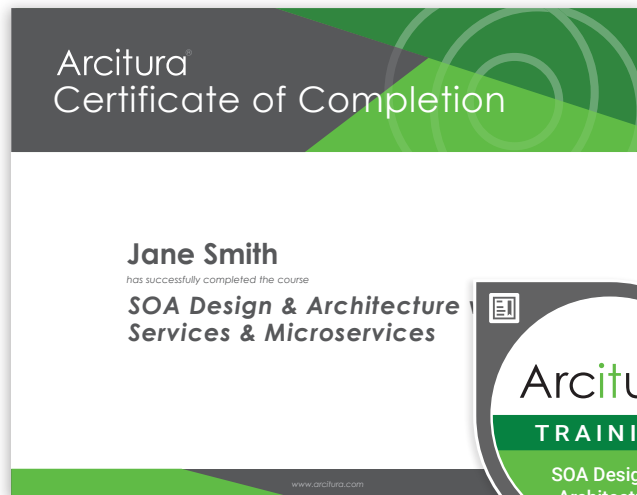 Arcitura®
Certificate of Completion
Jane Smith
has successfully completed the course
SOA Design & Architecture
Services & Microservices
TRAINI
SOA Desig
www.arcitura.com